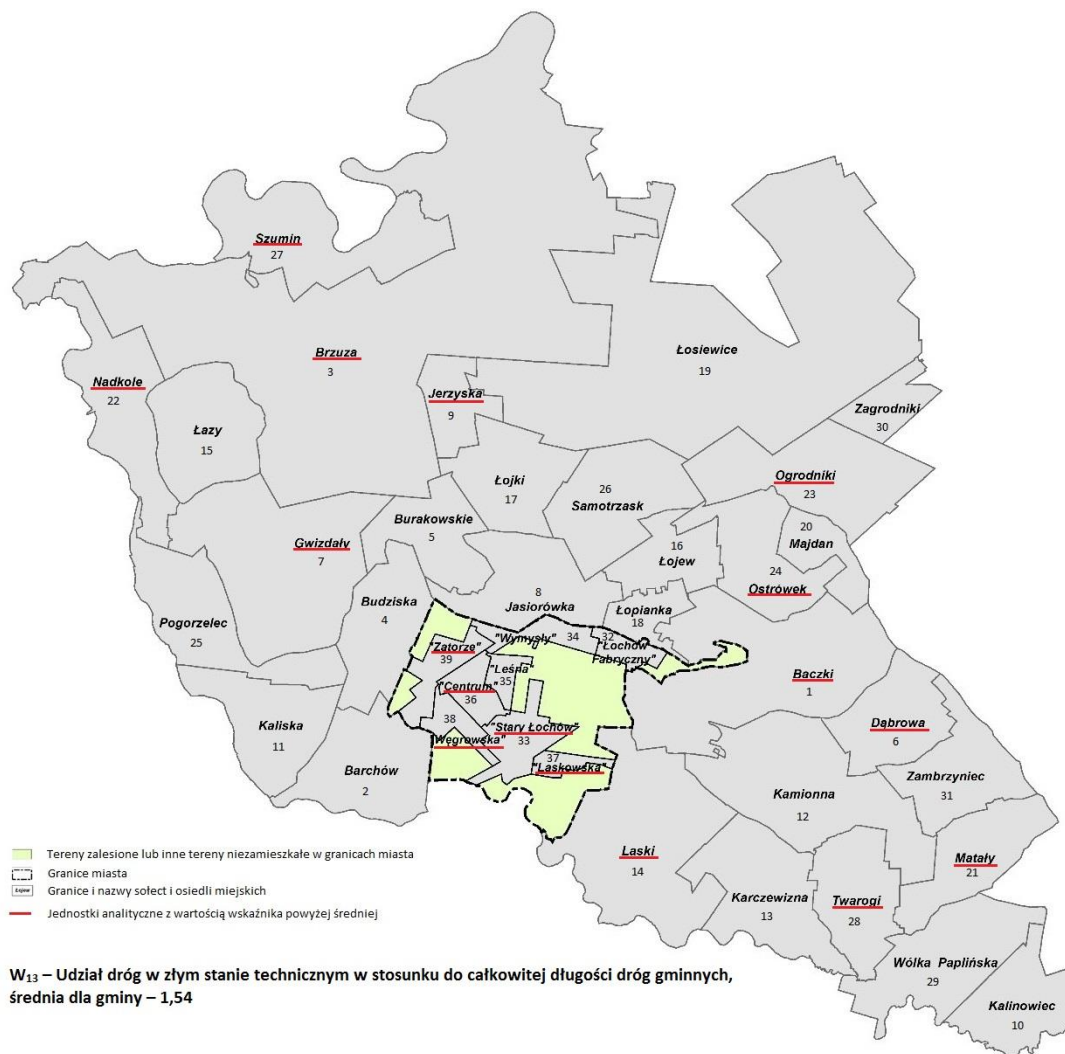 Szumin
27
Brzuza
3
Łosiewice
19
Nadkole
22
Jerzyska
9
Zagrodniki
30
Łazy
15
Ogrodniki
23
Łojki
17
26
Samotrzask
Burakowskie
5
20
Majdan
Gwizdały
7
16
Łojew
24
Ostrówek
8
Jasiorówka
Budziska
4
Łopianka
18
Pogorzelec
25
"Wymysły"
34
32
"Łochów
Fabryczny"
"Zatorze"
39
"Leśna"
35
"Centrum"
36
Baczki
1
Kaliska
11
38
"Węgrowska"
"Stary Łochów"
33
Dąbrowa
6
37
"Laskowska"
Barchów
2
Zambrzyniec
31
Kamionna
12
Tereny zalesione lub inne tereny niezamieszkałe w granicach miasta
Granice miasta
Łojew
Granice i nazwy sołect i osiedli miejskich
Jednostki analityczne z wartością wskaźnika powyżej średniej
Laski
14
Matały
21
Karczewizna
13
Twarogi
28
Wólka Paplińska
29
Kalinowiec
10
W₁₃ – Udział dróg w złym stanie technicznym w stosunku do całkowitej długości dróg gminnych,
średnia dla gminy – 1,54